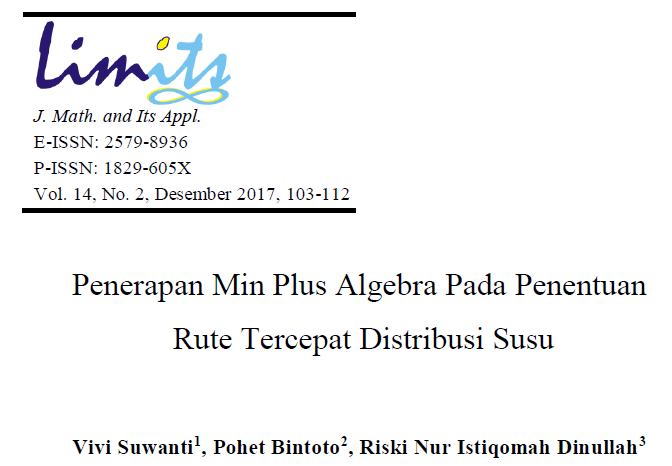 Limits
J. Math. and Its Appl.
E-ISSN: 2579-8936
P-ISSN: 1829-605X
Vol. 14, No. 2, Desember 2017, 103-112
Penerapan Min Plus Algebra Pada Penentuan
Rute Tercepat Distribusi Susu
Vivi Suwanti¹, Pohet Bintoto², Riski Nur Istiqomah Dinullah³